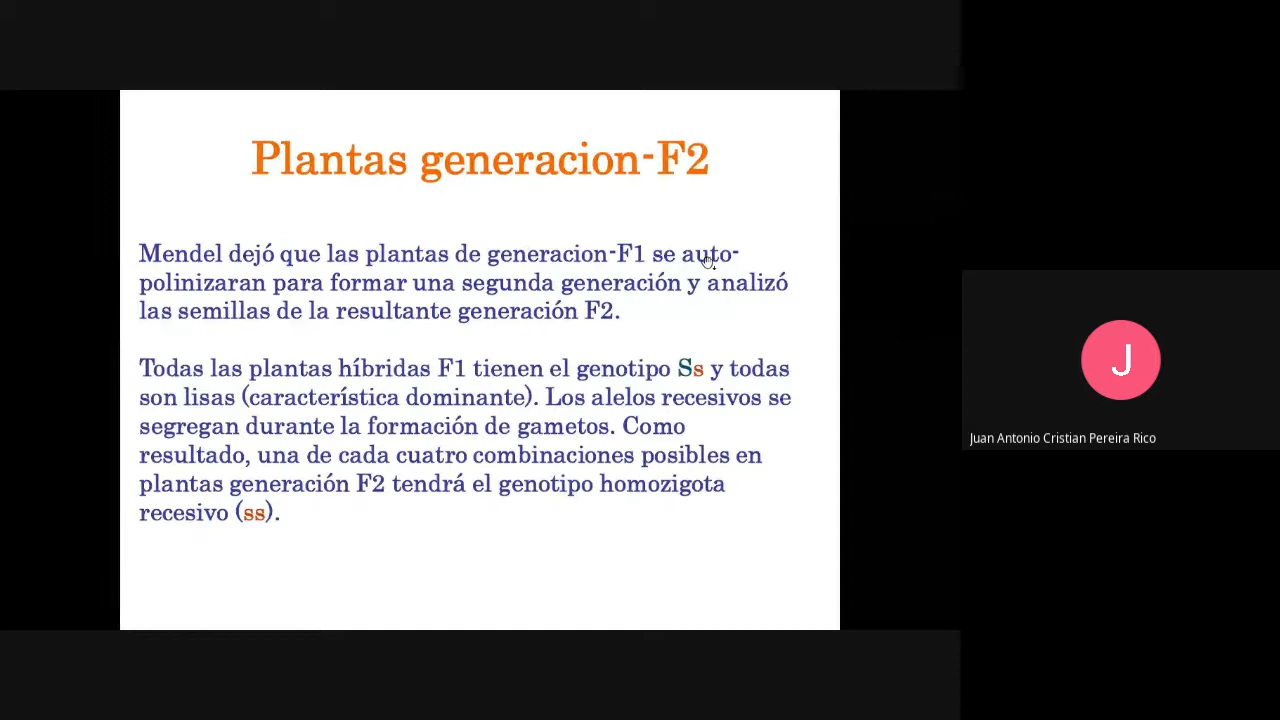 Plantas generacion-F2
Mendel dejó que las plantas de generacion-F1 se auto-
polinizaran para formar una segunda generación y analizó
las semillas de la resultante generación F2.
Todas las plantas híbridas F1 tienen el genotipo Ss y todas
son lisas (característica dominante). Los alelos recesivos se
segregan durante la formación de gametos. Como
resultado, una de cada cuatro combinaciones posibles en
plantas generación F2 tendrá el genotipo homozigota
recesivo (ss).
J
Juan Antonio Cristian Pereira Rico